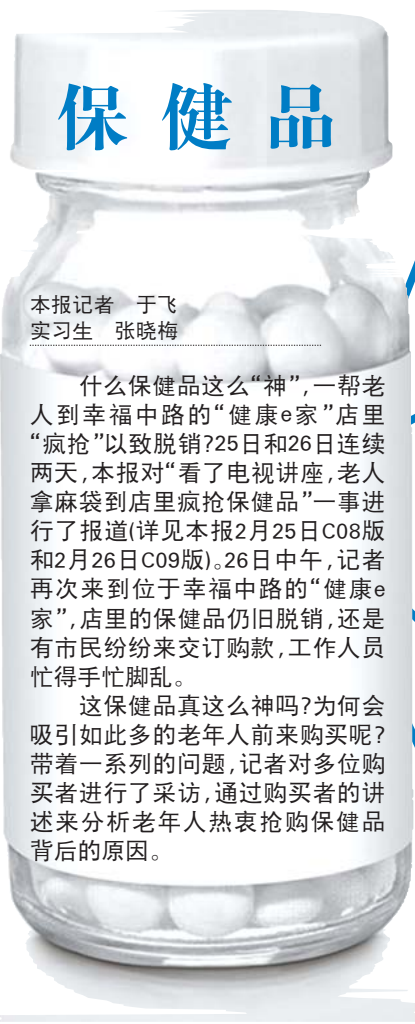 保健品
本报记者　于飞
实习生　张晓梅
　　什么保健品这么“神”,一帮老
人到幸福中路的“健康e家”店里
“疯抢”以致脱销?25日和26日连续
两天,本报对“看了电视讲座,老人
拿麻袋到店里疯抢保健品”一事进
行了报道(详见本报2月25日C08版
和2月26日C09版)。26日中午,记者
再次来到位于幸福中路的“健康e
家”,店里的保健品仍旧脱销,还是
有市民纷纷来交订购款,工作人员
忙得手忙脚乱。
　　这保健品真这么神吗?为何会
吸引如此多的老年人前来购买呢?
带着一系列的问题,记者对多位购
买者进行了采访,通过购买者的讲
述来分析老年人热衷抢购保健品
背后的原因。